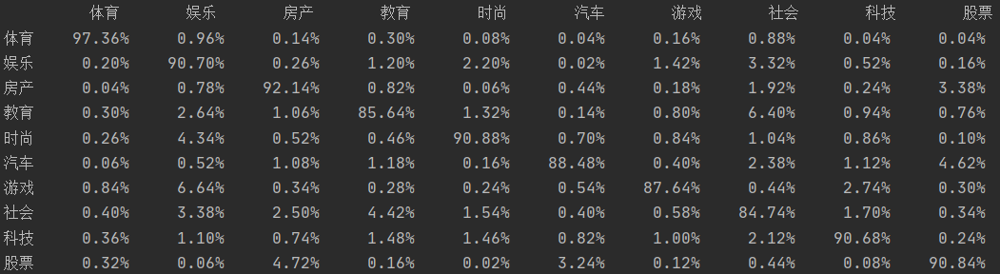 体育 娱乐 房产 教育 时尚 汽车 游戏 社会 科技 股票
体育 97.36% 0.96% 0.14% 0.30% 0.08% 0.04% 0.16% 0.88% 0.04% 0.04%
娱乐 0.20% 90.70% 0.26% 1.20% 2.20% 0.02% 1.42% 3.32% 0.52% 0.16%
房产 0.04% 0.78% 92.14% 0.82% 0.06% 0.44% 0.18% 1.92% 0.24% 3.38%
教育 0.30% 2.64% 1.06% 85.64% 1.32% 0.14% 0.80% 6.40% 0.94% 0.76%
时尚 0.26% 4.34% 0.52% 0.46% 90.88% 0.70% 0.84% 1.04% 0.86% 0.10%
汽车 0.06% 0.52% 1.08% 1.18% 0.16% 88.48% 0.40% 2.38% 1.12% 4.62%
游戏 0.84% 6.64% 0.34% 0.28% 0.24% 0.54% 87.64% 0.44% 2.74% 0.30%
社会 0.40% 3.38% 2.50% 4.42% 1.54% 0.40% 0.58% 84.74% 1.70% 0.34%
科技 0.36% 1.10% 0.74% 1.48% 1.46% 0.82% 1.00% 2.12% 90.68% 0.24%
股票 0.32% 0.06% 4.72% 0.16% 0.02% 3.24% 0.12% 0.44% 0.08% 90.84%